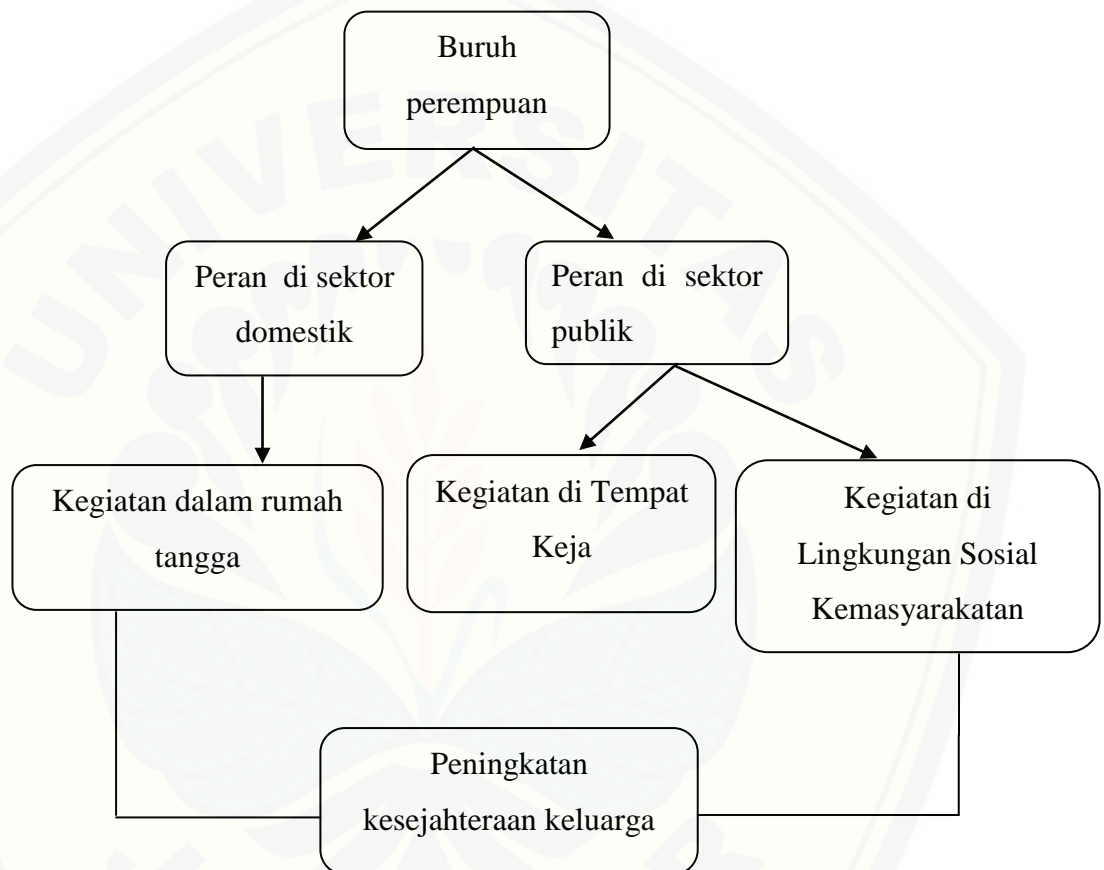 Buruh
perempuan
Peran di sektor
domestik
Peran di sektor
publik
Kegiatan dalam rumah
tangga
Kegiatan di Tempat
Keja
Kegiatan di
Lingkungan Sosial
Kemasyarakatan
Peningkatan
kesejahteraan keluarga
UNIVERSITAS